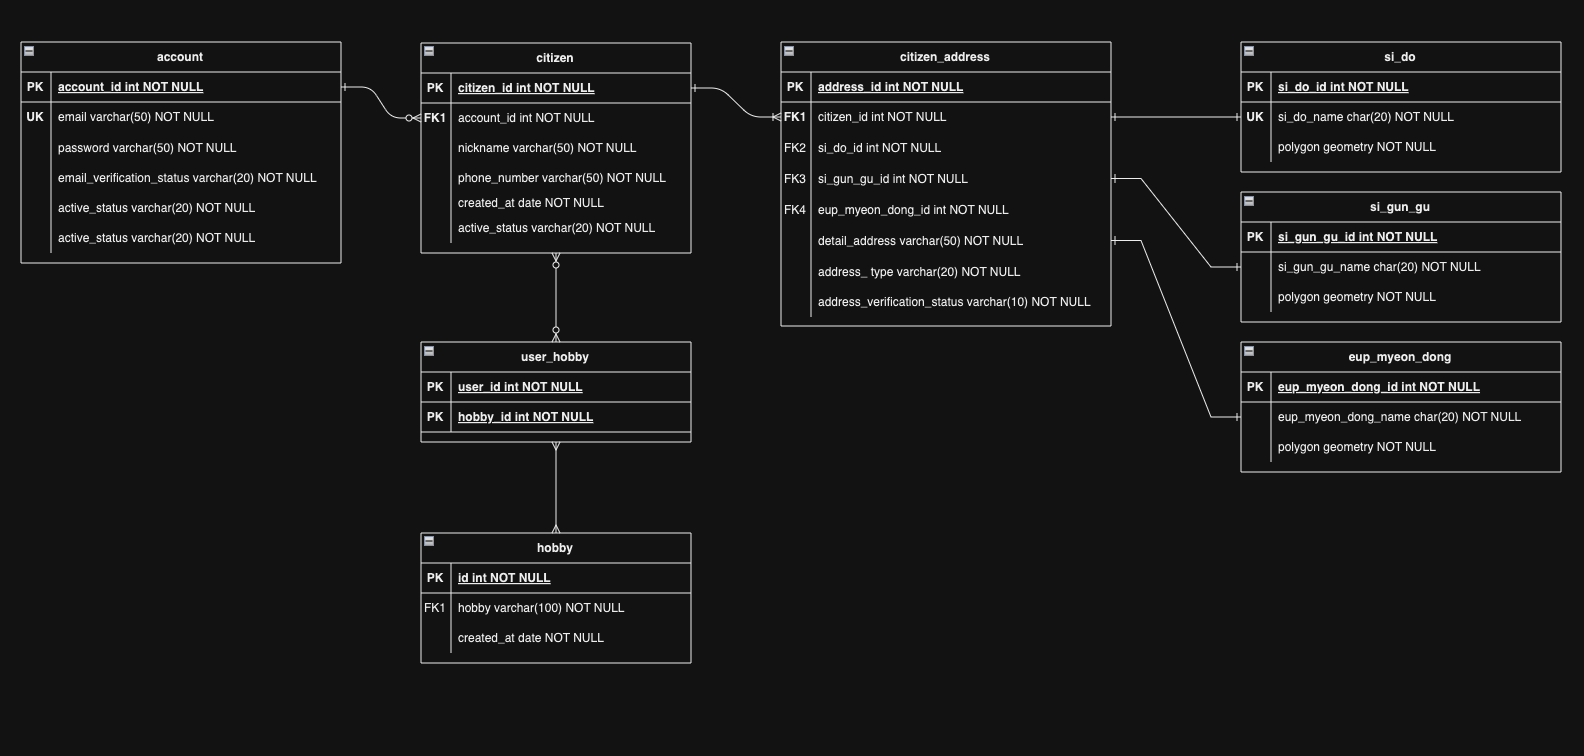 account
PK account_id int NOT NULL
UK email varchar(50) NOT NULL
password varchar(50) NOT NULL
email_verification_status varchar(20) NOT NULL
active_status varchar(20) NOT NULL
active_status varchar(20) NOT NULL
citizen
PK citizen_id int NOT NULL
FK1 account_id int NOT NULL
nickname varchar(50) NOT NULL
phone_number varchar(50) NOT NULL
created_at date NOT NULL
active_status varchar(20) NOT NULL
citizen_address
PK address_id int NOT NULL
FK1 citizen_id int NOT NULL
FK2 si_do_id int NOT NULL
FK3 si_gun_gu_id int NOT NULL
FK4 eup_myeon_dong_id int NOT NULL
detail_address varchar(50) NOT NULL
address_ type varchar(20) NOT NULL
address_verification_status varchar(10) NOT NULL
si_do
PK si_do_id int NOT NULL
UK si_do_name char(20) NOT NULL
polygon geometry NOT NULL
si_gun_gu
PK si_gun_gu_id int NOT NULL
si_gun_gu_name char(20) NOT NULL
polygon geometry NOT NULL
eup_myeon_dong
PK eup_myeon_dong_id int NOT NULL
eup_myeon_dong_name char(20) NOT NULL
polygon geometry NOT NULL
user_hobby
PK user_id int NOT NULL
PK hobby_id int NOT NULL
hobby
PK id int NOT NULL
FK1 hobby varchar(100) NOT NULL
created_at date NOT NULL